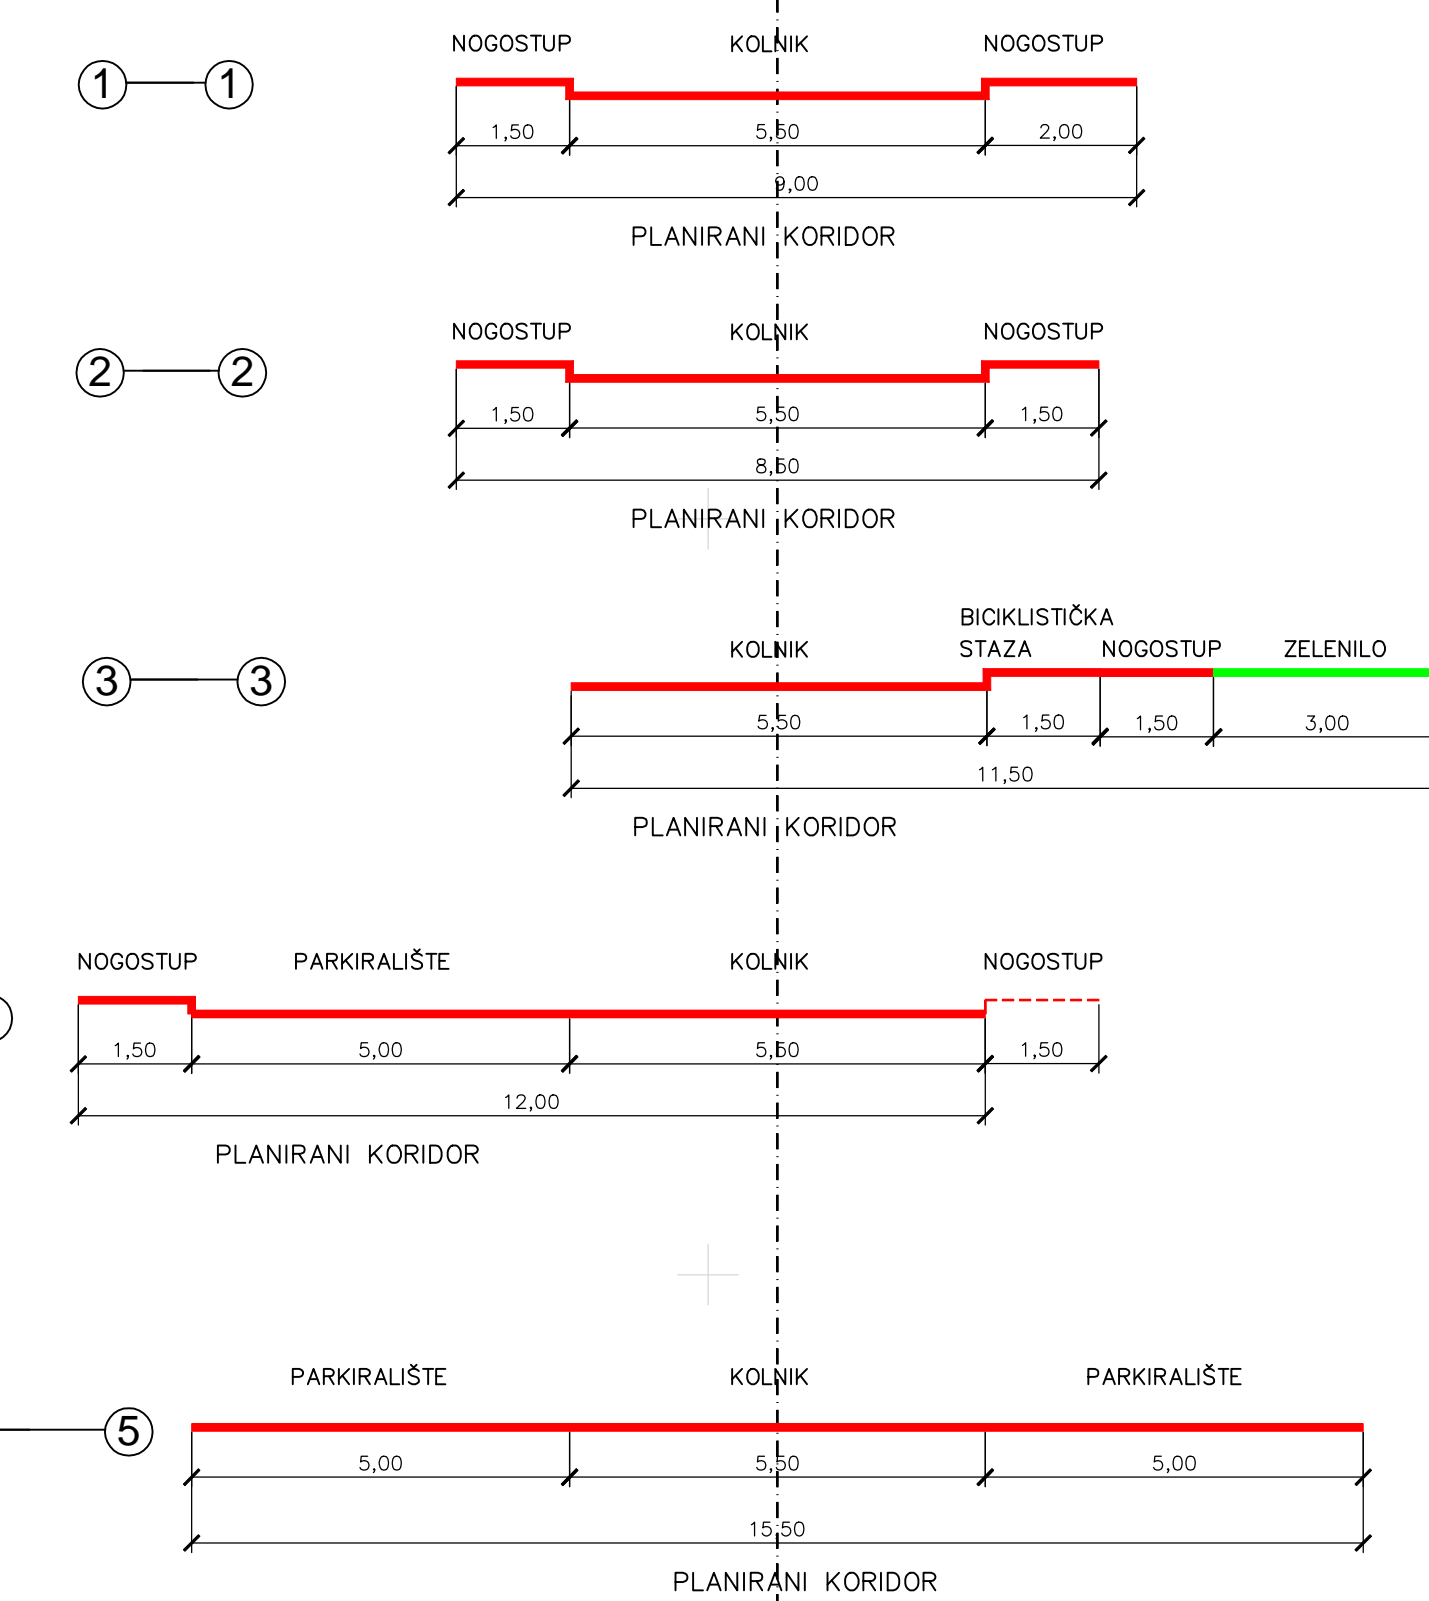 NOGOSTUP KOLNIK NOGOSTUP
1 1
1,50 5,50 2,00
9,00
PLANIRANI KORIDOR
NOGOSTUP KOLNIK NOGOSTUP
2 2
1,50 5,50 1,50
8,50
PLANIRANI KORIDOR
BICIKLISTIČKA
KOLNIK STAZA NOGOSTUP ZELENILO
3 3
5,50 1,50 1,50 3,00
11,50
PLANIRANI KORIDOR
NOGOSTUP PARKIRALIŠTE KOLNIK NOGOSTUP
1,50 5,00 5,50 1,50
12,00
PLANIRANI KORIDOR
PARKIRALIŠTE KOLNIK PARKIRALIŠTE
5
5,00 5,50 5,00
15,50
PLANIRANI KORIDOR